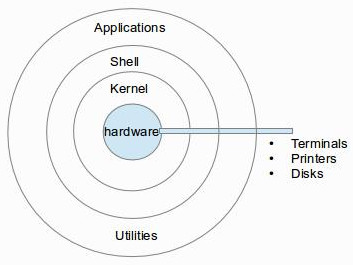 Applications
Shell
Kernel
hardware
• Terminals
• Printers
• Disks
Utilities